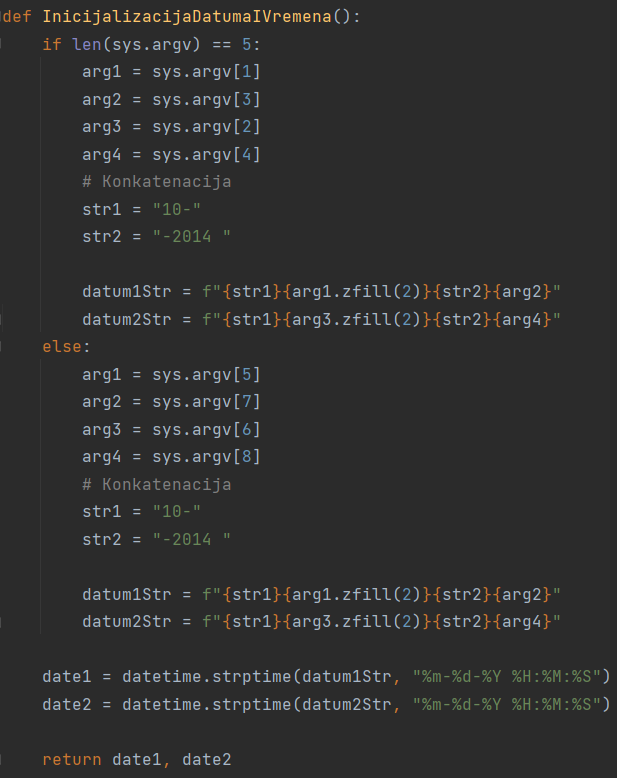 def InicijalizacijaDatumaIVremena():
    if len(sys.argv) == 5:
        arg1 = sys.argv[1]
        arg2 = sys.argv[3]
        arg3 = sys.argv[2]
        arg4 = sys.argv[4]
        # Konkatenacija
        str1 = "10-"
        str2 = "-2014 "

        datum1Str = f"{str1}{arg1.zfill(2)}{str2}{arg2}"
        datum2Str = f"{str1}{arg3.zfill(2)}{str2}{arg4}"
    else:
        arg1 = sys.argv[5]
        arg2 = sys.argv[7]
        arg3 = sys.argv[6]
        arg4 = sys.argv[8]
        # Konkatenacija
        str1 = "10-"
        str2 = "-2014 "

        datum1Str = f"{str1}{arg1.zfill(2)}{str2}{arg2}"
        datum2Str = f"{str1}{arg3.zfill(2)}{str2}{arg4}"

    date1 = datetime.strptime(datum1Str, "%m-%d-%Y %H:%M:%S")
    date2 = datetime.strptime(datum2Str, "%m-%d-%Y %H:%M:%S")

    return date1, date2